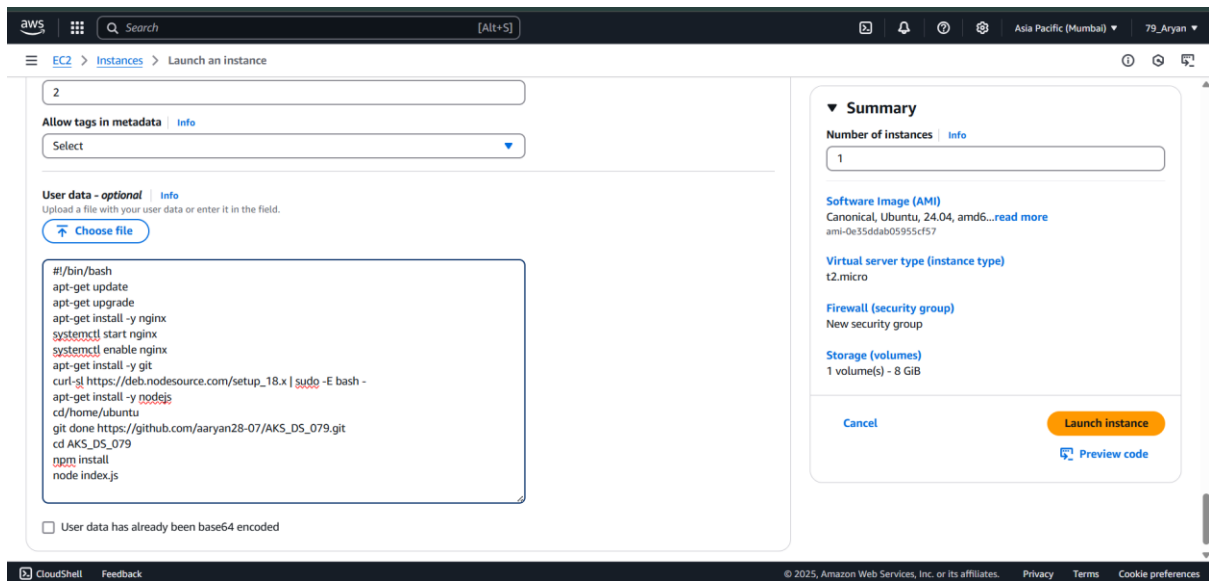 aws
Search
[Alt+S]
Asia Pacific (Mumbai)
79_Aryan
EC2 > Instances > Launch an instance
2
Allow tags in metadata | Info
Select
User data - optional | Info
Upload a file with your user data or enter it in the field.
Choose file
#!/bin/bash
apt-get update
apt-get upgrade
apt-get install -y nginx
systemctl start nginx
systemctl enable nginx
apt-get install -y git
curl-sl https://deb.nodesource.com/setup_18.x | sudo -E bash -
apt-get install -y nodejs
cd/home/ubuntu
git done https://github.com/aaryan28-07/AKS_DS_079.git
cd AKS_DS_079
npm install
node index.js
User data has already been base64 encoded
Summary
Number of instances | Info
1
Software Image (AMI)
Canonical, Ubuntu, 24.04, amd6...read more
ami-0e35ddab05955cf57
Virtual server type (instance type)
t2.micro
Firewall (security group)
New security group
Storage (volumes)
1 volume(s) - 8 GiB
Cancel
Launch instance
Preview code
CloudShell
Feedback
© 2025, Amazon Web Services, Inc. or its affiliates.
Privacy
Terms
Cookie preferences